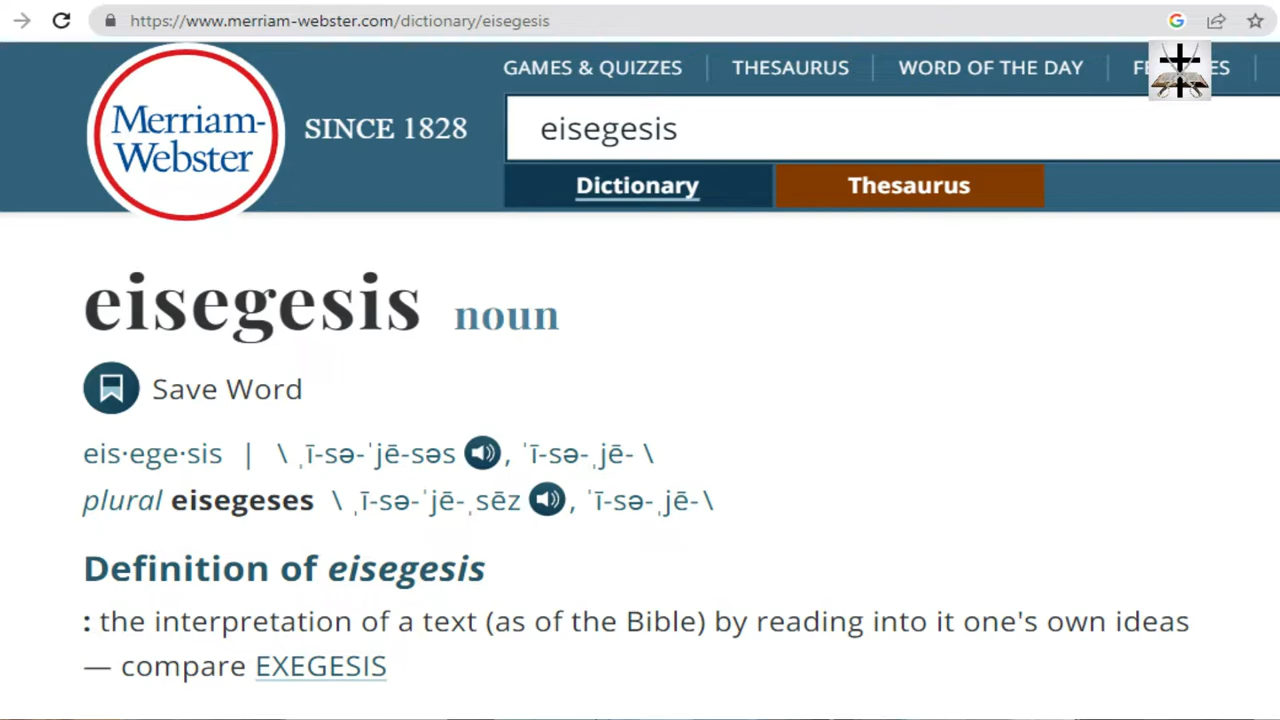 https://www.merriam-webster.com/dictionary/eisegesis
GAMES & QUIZZES | THESAURUS | WORD OF THE DAY |
Merriam-
Webster
SINCE 1828
eisegesis
Dictionary
Thesaurus
eisegesis noun
Save Word
eis·ege·sis | \ ˌī-sə-ˈjē-səs , ˈī-sə-ˌjē- \
plural eisegeses \ ˌī-sə-ˈjē-ˌsēz , ˈī-sə-ˌjē- \
Definition of eisegesis
: the interpretation of a text (as of the Bible) by reading into it one's own ideas
— compare EXEGESIS